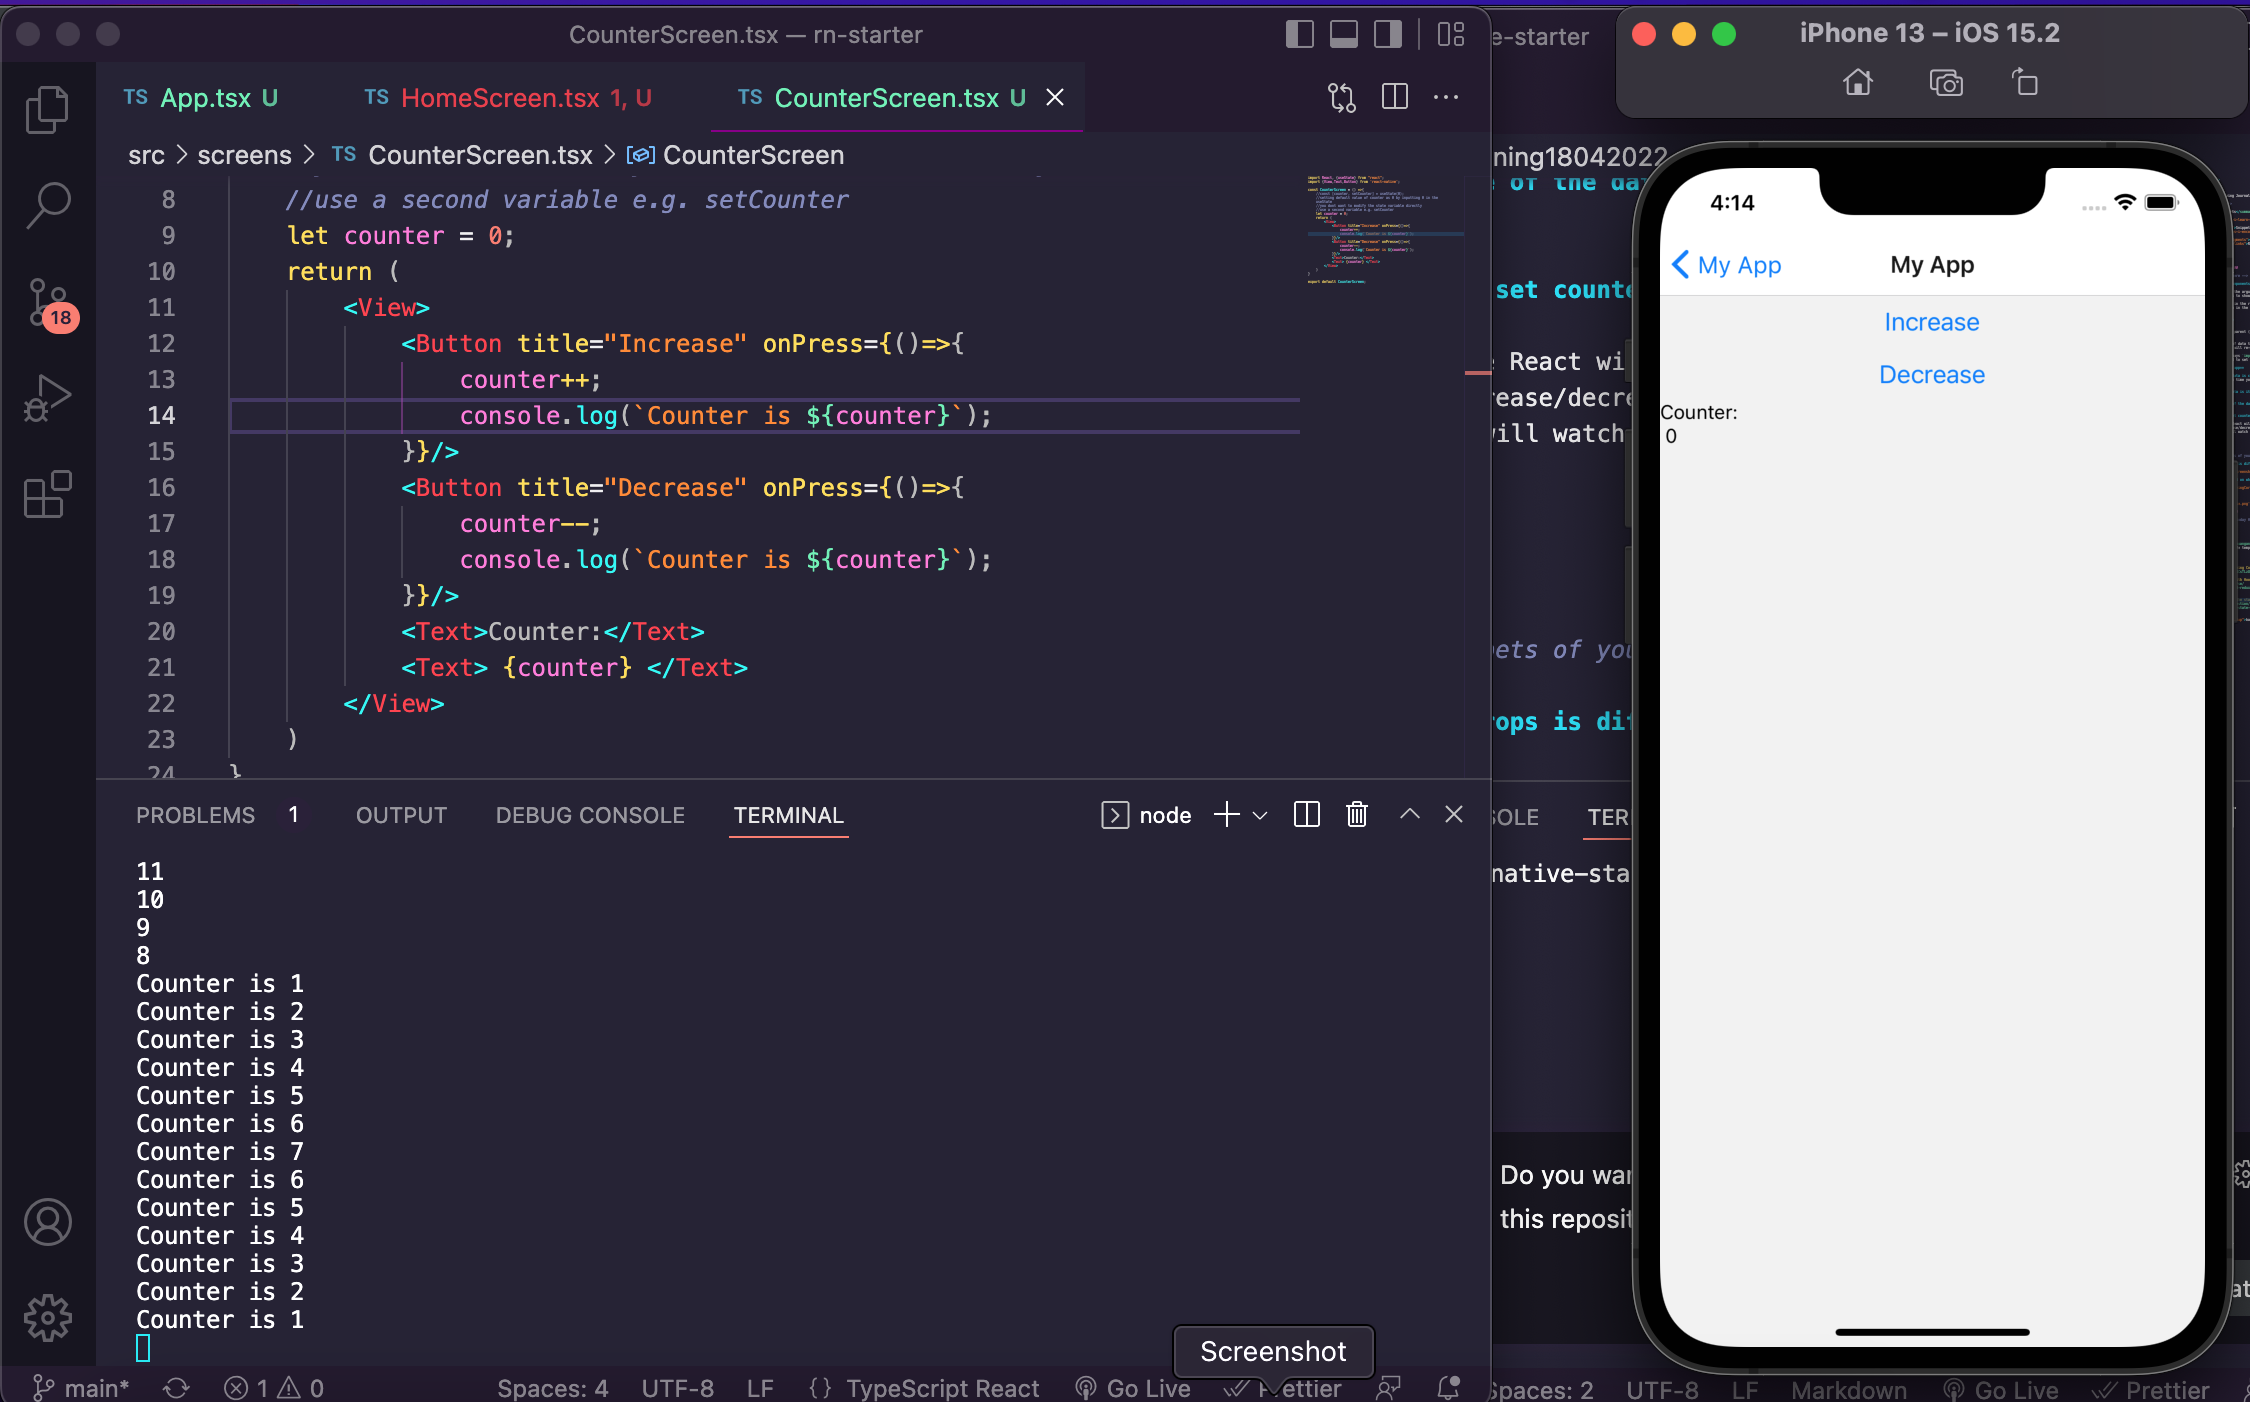 CounterScreen.tsx — rn-starter
TS App.tsx U
TS HomeScreen.tsx 1, U
TS CounterScreen.tsx U
src > screens > TS CounterScreen.tsx > CounterScreen
8 //use a second variable e.g. setCounter
9 let counter = 0;
10 return (
11 <View>
12 <Button title="Increase" onPress={()=>{
13 counter++;
14 console.log(`Counter is ${counter}`);
15 }}/>
16 <Button title="Decrease" onPress={()=>{
17 counter--;
18 console.log(`Counter is ${counter}`);
19 }}/>
20 <Text>Counter:</Text>
21 <Text> {counter} </Text>
22 </View>
23 )
24 }
18
PROBLEMS 1 OUTPUT DEBUG CONSOLE TERMINAL
node
11
10
9
8
Counter is 1
Counter is 2
Counter is 3
Counter is 4
Counter is 5
Counter is 6
Counter is 7
Counter is 6
Counter is 5
Counter is 4
Counter is 3
Counter is 2
Counter is 1
Screenshot
main* 1 0 Spaces: 4 UTF-8 LF {} TypeScript React Go Live Prettier
e-starter
ning18042022
e of the da
set counte
React wi
rease/decre
will watch
pets of you
rops is dif
SOLE TER
native-sta
Do you wan
this reposit
Spaces: 2 UTF-8 LF Markdown Go Live Prettier
iPhone 13 – iOS 15.2
4:14
My App
My App
Increase
Decrease
Counter:
0